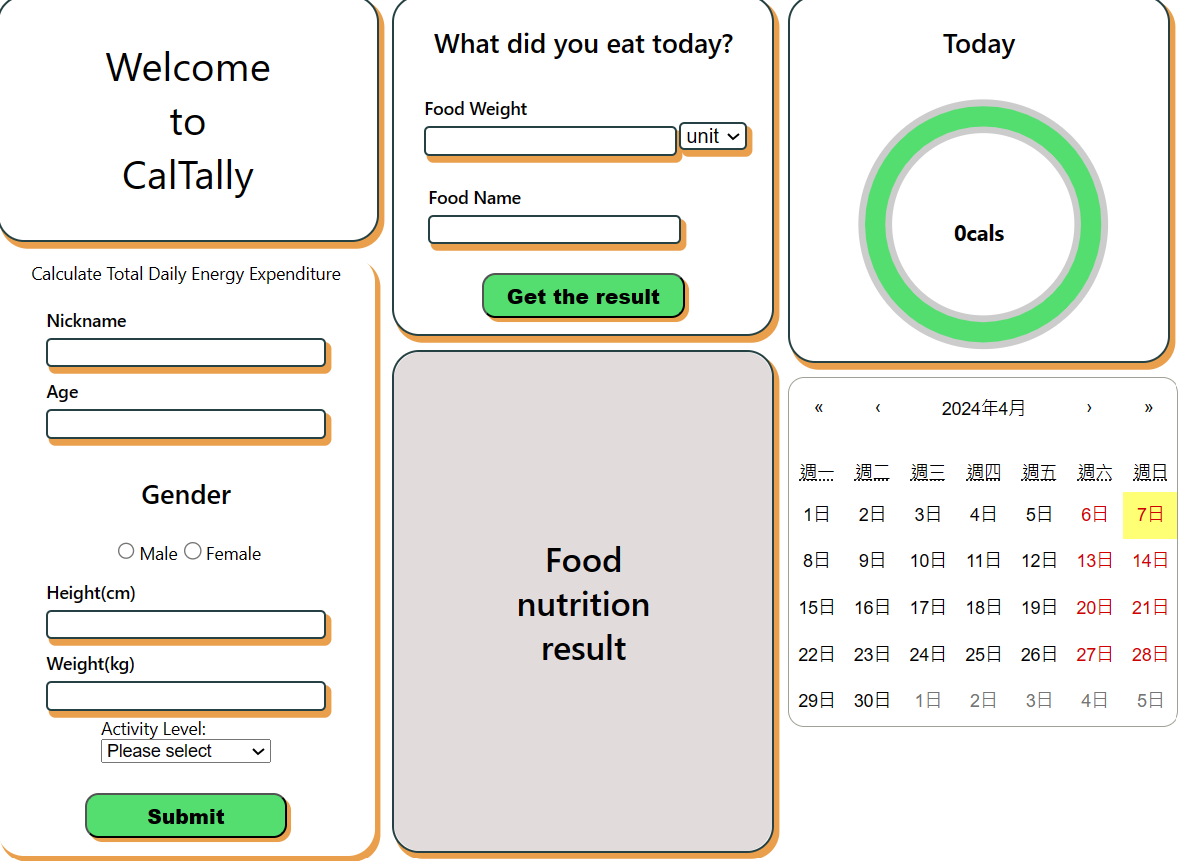 Welcome
to
CalTally
Calculate Total Daily Energy Expenditure
Nickname
Age
Gender
Male Female
Height(cm)
Weight(kg)
Activity Level:
Please select
Submit
What did you eat today?
Food Weight
unit
Food Name
Get the result
Food
nutrition
result
Today
0cals
« ‹ 2024年4月 › »
週一 週二 週三 週四 週五 週六 週日
1日 2日 3日 4日 5日 6日 7日
8日 9日 10日 11日 12日 13日 14日
15日 16日 17日 18日 19日 20日 21日
22日 23日 24日 25日 26日 27日 28日
29日 30日 1日 2日 3日 4日 5日